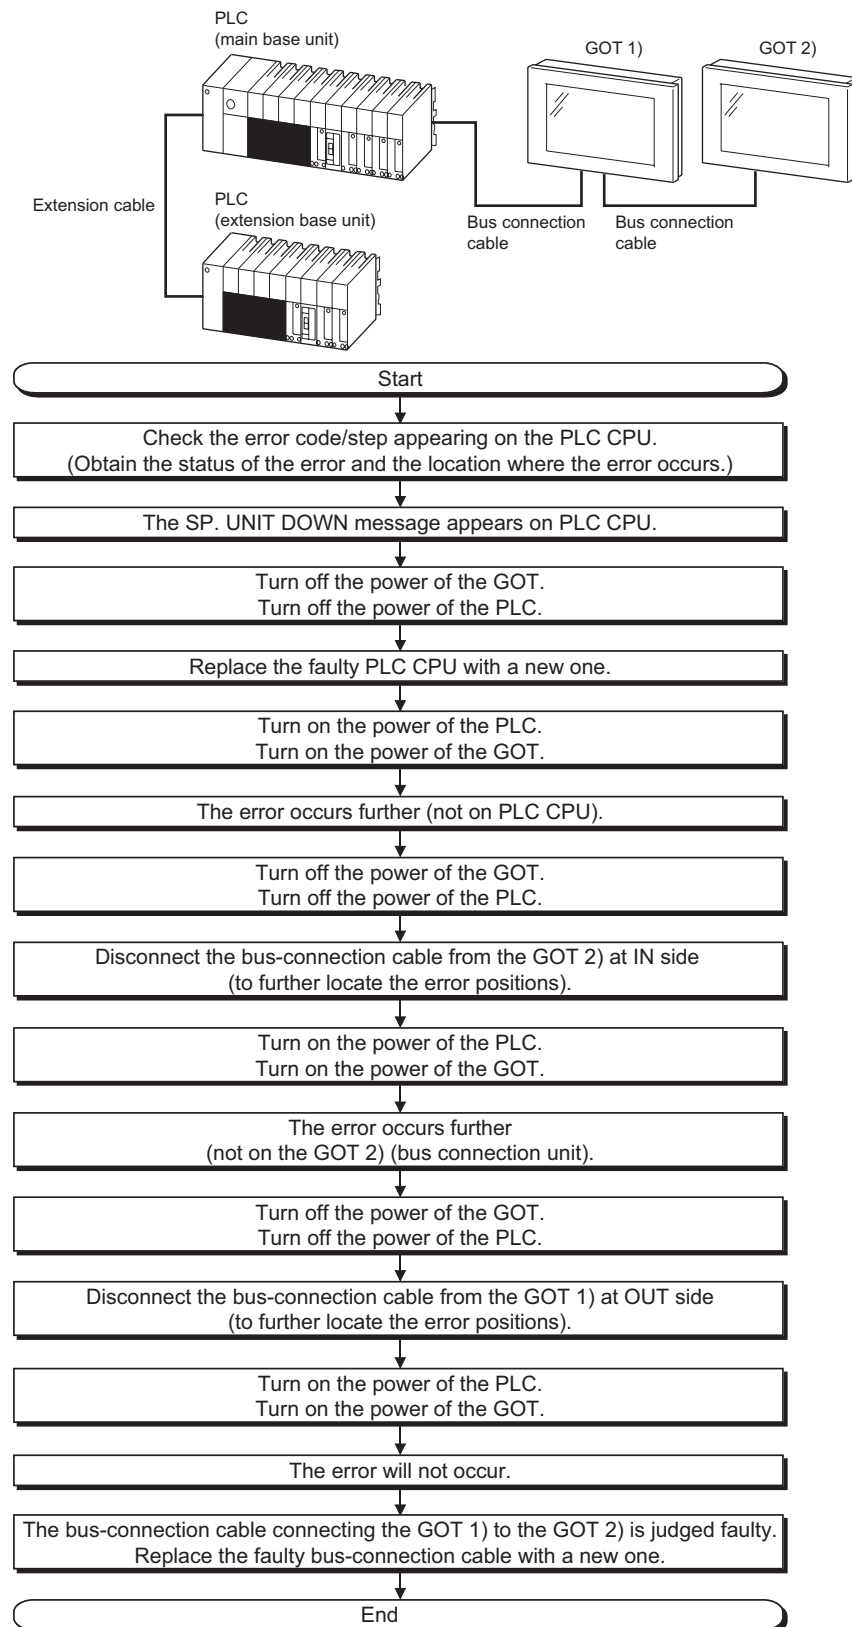 PLC
(main base unit)
GOT 1)
GOT 2)
Extension cable
PLC
(extension base unit)
Bus connection
cable
Bus connection
cable
Start
Check the error code/step appearing on the PLC CPU.
(Obtain the status of the error and the location where the error occurs.)
The SP. UNIT DOWN message appears on PLC CPU.
Turn off the power of the GOT.
Turn off the power of the PLC.
Replace the faulty PLC CPU with a new one.
Turn on the power of the PLC.
Turn on the power of the GOT.
The error occurs further (not on PLC CPU).
Turn off the power of the GOT.
Turn off the power of the PLC.
Disconnect the bus-connection cable from the GOT 2) at IN side
(to further locate the error positions).
Turn on the power of the PLC.
Turn on the power of the GOT.
The error occurs further
(not on the GOT 2) (bus connection unit).
Turn off the power of the GOT.
Turn off the power of the PLC.
Disconnect the bus-connection cable from the GOT 1) at OUT side
(to further locate the error positions).
Turn on the power of the PLC.
Turn on the power of the GOT.
The error will not occur.
The bus-connection cable connecting the GOT 1) to the GOT 2) is judged faulty.
Replace the faulty bus-connection cable with a new one.
End